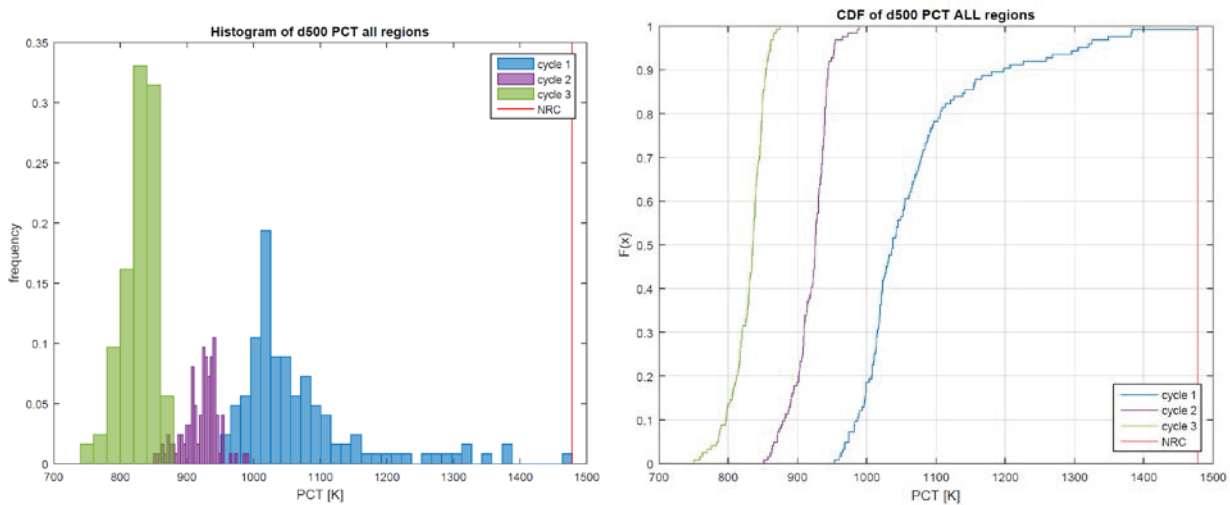 Histogram of d500 PCT all regions
0.35
0.3
0.25
0.2
0.15
0.1
0.05
0
frequency
cycle 1
cycle 2
cycle 3
NRC
700 800 900 1000 1100 1200 1300 1400 1500
PCT [K]
CDF of d500 PCT ALL regions
1
0.9
0.8
0.7
0.6
0.5
0.4
0.3
0.2
0.1
0
F(x)
cycle 1
cycle 2
cycle 3
NRC
700 800 900 1000 1100 1200 1300 1400 1500
PCT [K]